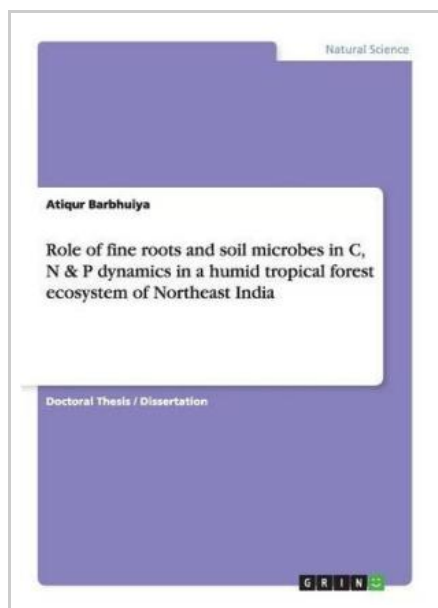 Natural Science
Atiqur Barbhuiya
Role of fine roots and soil microbes in C,
N & P dynamics in a humid tropical forest
ecosystem of Northeast India
Doctoral Thesis / Dissertation
GRIN